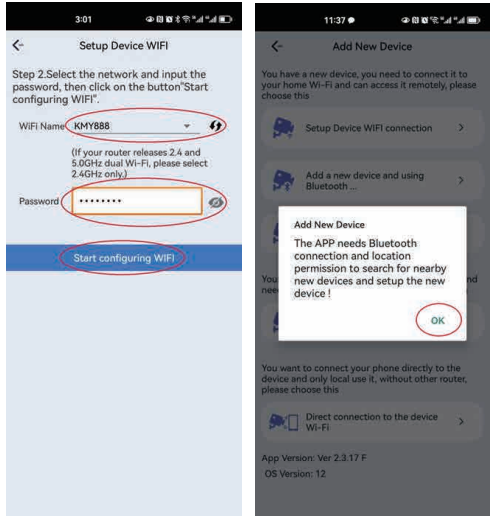 3:01
Setup Device WIFI
Step 2.Select the network and input the
password, then click on the button"Start
configuring WIFI".
WiFi Name
KMY888
(If your router releases 2.4 and
5.0GHz dual Wi-Fi, please select
2.4GHz only.)
Password
Start configuring WIFI
11:37
Add New Device
You have a new device, you need to connect it to
your home Wi-Fi and can access it remotely, please
choose this
Setup Device WIFI connection
Add a new device and using
Bluetooth ...
Add New Device
The APP needs Bluetooth
connection and location
permission to search for nearby
new devices and setup the new
device !
OK
You want to connect your phone directly to the
device and only local use it, without other router,
please choose this
Direct connection to the device
Wi-Fi
App Version: Ver 2.3.17 F
OS Version: 12